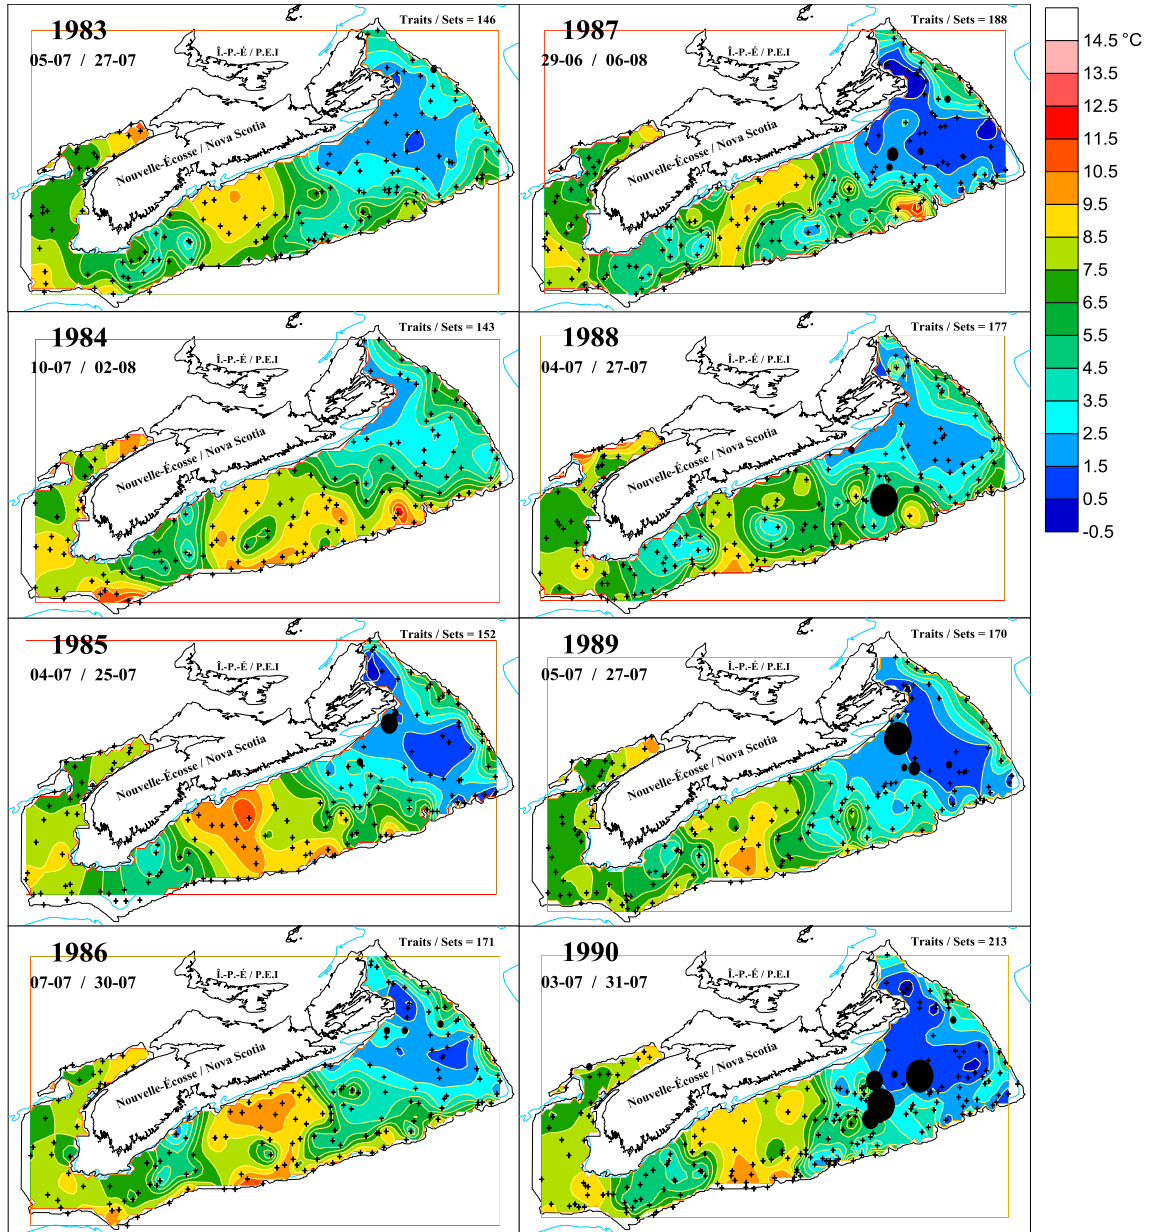 1983
Traits / Sets = 146
05-07 / 27-07
Î.-P.-É / P.E.I
Nouvelle-Écosse / Nova Scotia
1987
Traits / Sets = 188
29-06 / 06-08
Î.-P.-É / P.E.I
Nouvelle-Écosse / Nova Scotia
1984
Traits / Sets = 143
10-07 / 02-08
Î.-P.-É / P.E.I
Nouvelle-Écosse / Nova Scotia
1988
Traits / Sets = 177
04-07 / 27-07
Î.-P.-É / P.E.I
Nouvelle-Écosse / Nova Scotia
1985
Traits / Sets = 152
04-07 / 25-07
Î.-P.-É / P.E.I
Nouvelle-Écosse / Nova Scotia
1989
Traits / Sets = 170
05-07 / 27-07
Î.-P.-É / P.E.I
Nouvelle-Écosse / Nova Scotia
1986
Traits / Sets = 171
07-07 / 30-07
Î.-P.-É / P.E.I
Nouvelle-Écosse / Nova Scotia
1990
Traits / Sets = 213
03-07 / 31-07
Î.-P.-É / P.E.I
Nouvelle-Écosse / Nova Scotia
14.5 °C
13.5
12.5
11.5
10.5
9.5
8.5
7.5
6.5
5.5
4.5
3.5
2.5
1.5
0.5
-0.5